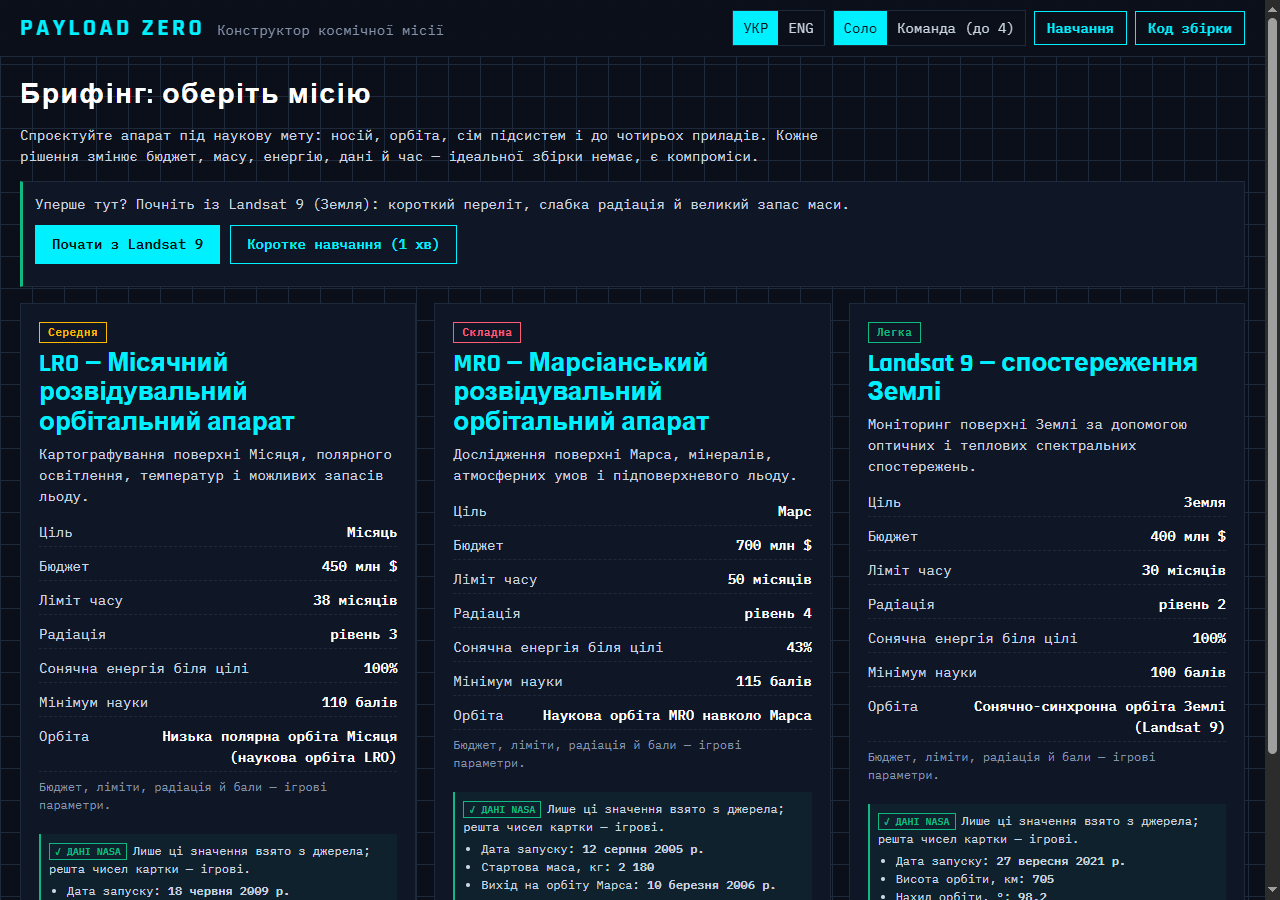 PAYLOAD ZERO Конструктор космічної місії
УКР ENG Соло Команда (до 4) Навчання Код збірки
Брифінг: оберіть місію
Спроєктуйте апарат під наукову мету: носій, орбіта, сім підсистем і до чотирьох приладів. Кожне
рішення змінює бюджет, масу, енергію, дані й час — ідеальної збірки немає, є компроміси.
Уперше тут? Почніть із Landsat 9 (Земля): короткий переліт, слабка радіація й великий запас маси.
Почати з Landsat 9 Коротке навчання (1 хв)
Середня
LRO — Місячний
розвідувальний
орбітальний апарат
Картографування поверхні Місяця, полярного
освітлення, температур і можливих запасів
льоду.
Ціль Місяць
Бюджет 450 млн $
Ліміт часу 38 місяців
Радіація рівень 3
Сонячна енергія біля цілі 100%
Мінімум науки 110 балів
Орбіта Низька полярна орбіта Місяця
(наукова орбіта LRO)
Бюджет, ліміти, радіація й бали — ігрові
параметри.
✓ ДАНІ NASA Лише ці значення взято з джерела;
решта чисел картки — ігрові.
• Дата запуску: 18 червня 2009 р.
Складна
MRO — Марсіанський
розвідувальний
орбітальний апарат
Дослідження поверхні Марса, мінералів,
атмосферних умов і підповерхневого льоду.
Ціль Марс
Бюджет 700 млн $
Ліміт часу 50 місяців
Радіація рівень 4
Сонячна енергія біля цілі 43%
Мінімум науки 115 балів
Орбіта Наукова орбіта MRO навколо Марса
Бюджет, ліміти, радіація й бали — ігрові
параметри.
✓ ДАНІ NASA Лише ці значення взято з джерела;
решта чисел картки — ігрові.
• Дата запуску: 12 серпня 2005 р.
• Стартова маса, кг: 2 180
• Вихід на орбіту Марса: 10 березня 2006 р.
Легка
Landsat 9 — спостереження
Землі
Моніторинг поверхні Землі за допомогою
оптичних і теплових спектральних
спостережень.
Ціль Земля
Бюджет 400 млн $
Ліміт часу 30 місяців
Радіація рівень 2
Сонячна енергія біля цілі 100%
Мінімум науки 100 балів
Орбіта Сонячно-синхронна орбіта Землі
(Landsat 9)
Бюджет, ліміти, радіація й бали — ігрові
параметри.
✓ ДАНІ NASA Лише ці значення взято з джерела;
решта чисел картки — ігрові.
• Дата запуску: 27 вересня 2021 р.
• Висота орбіти, км: 705
• Нахил орбіти, °: 98.2